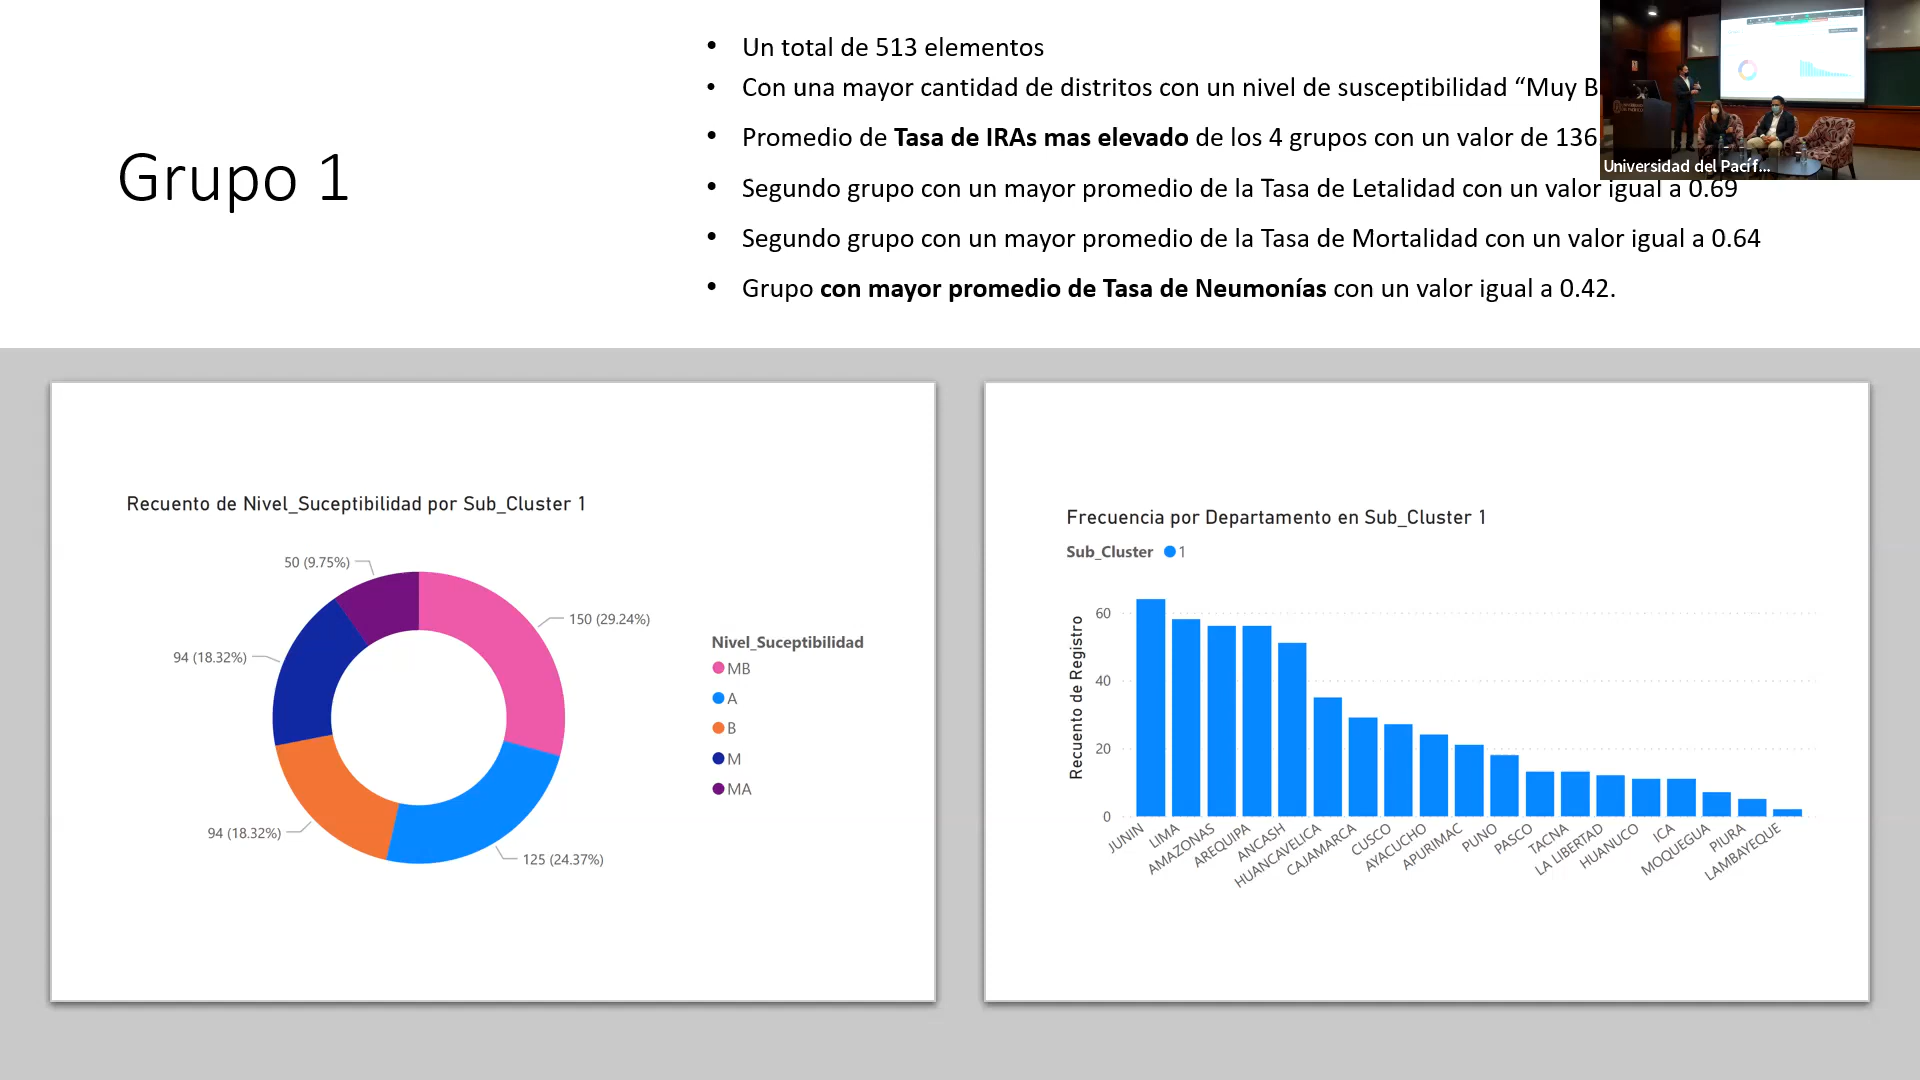 Grupo 1
• Un total de 513 elementos
• Con una mayor cantidad de distritos con un nivel de susceptibilidad “Muy B
• Promedio de Tasa de IRAs mas elevado de los 4 grupos con un valor de 136
• Segundo grupo con un mayor promedio de la Tasa de Letalidad con un valor igual a 0.69
• Segundo grupo con un mayor promedio de la Tasa de Mortalidad con un valor igual a 0.64
• Grupo con mayor promedio de Tasa de Neumonías con un valor igual a 0.42.
Universidad del Pacíf...
Recuento de Nivel_Suceptibilidad por Sub_Cluster 1
50 (9.75%)
150 (29.24%)
94 (18.32%)
94 (18.32%)
125 (24.37%)
Nivel_Suceptibilidad
MB
A
B
M
MA
Frecuencia por Departamento en Sub_Cluster 1
Sub_Cluster 1
Recuento de Registro
60
40
20
0
JUNIN
LIMA
AMAZONAS
AREQUIPA
ANCASH
HUANCAVELICA
CAJAMARCA
CUSCO
AYACUCHO
APURIMAC
PUNO
PASCO
TACNA
LA LIBERTAD
HUANUCO
ICA
MOQUEGUA
PIURA
LAMBAYEQUE